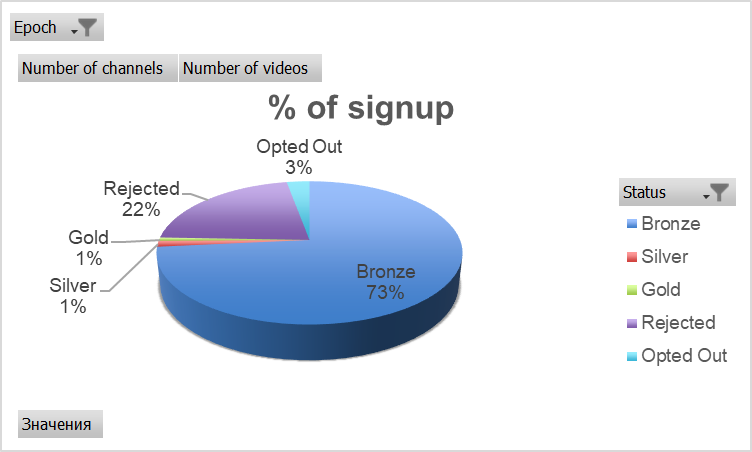 Epoch
Number of channels
Number of videos
% of signup
Opted Out
3%
Rejected
22%
Gold
1%
Silver
1%
Bronze
73%
Status
Bronze
Silver
Gold
Rejected
Opted Out
Значения